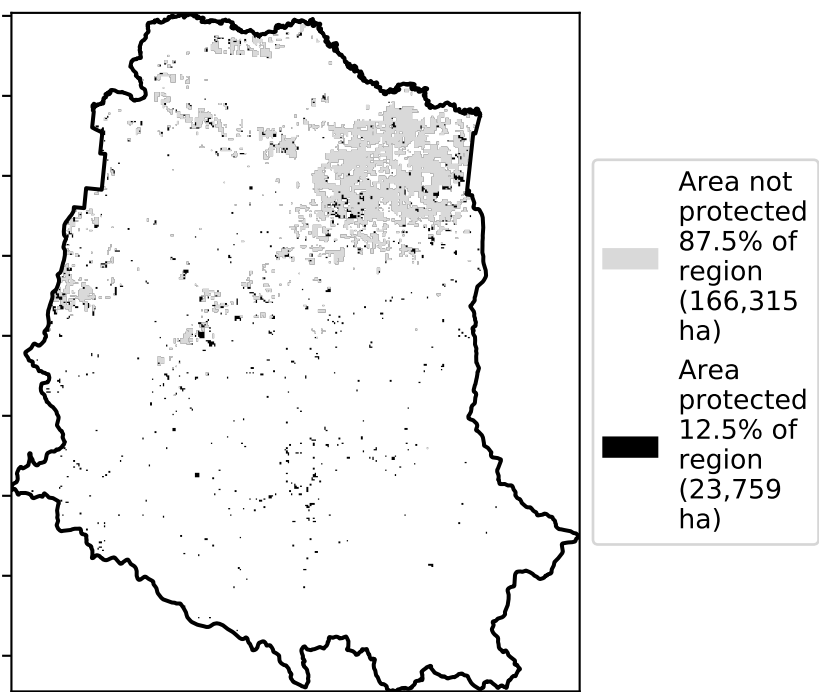 Area not
protected
87.5% of
region
(166,315
ha)
Area
protected
12.5% of
region
(23,759
ha)